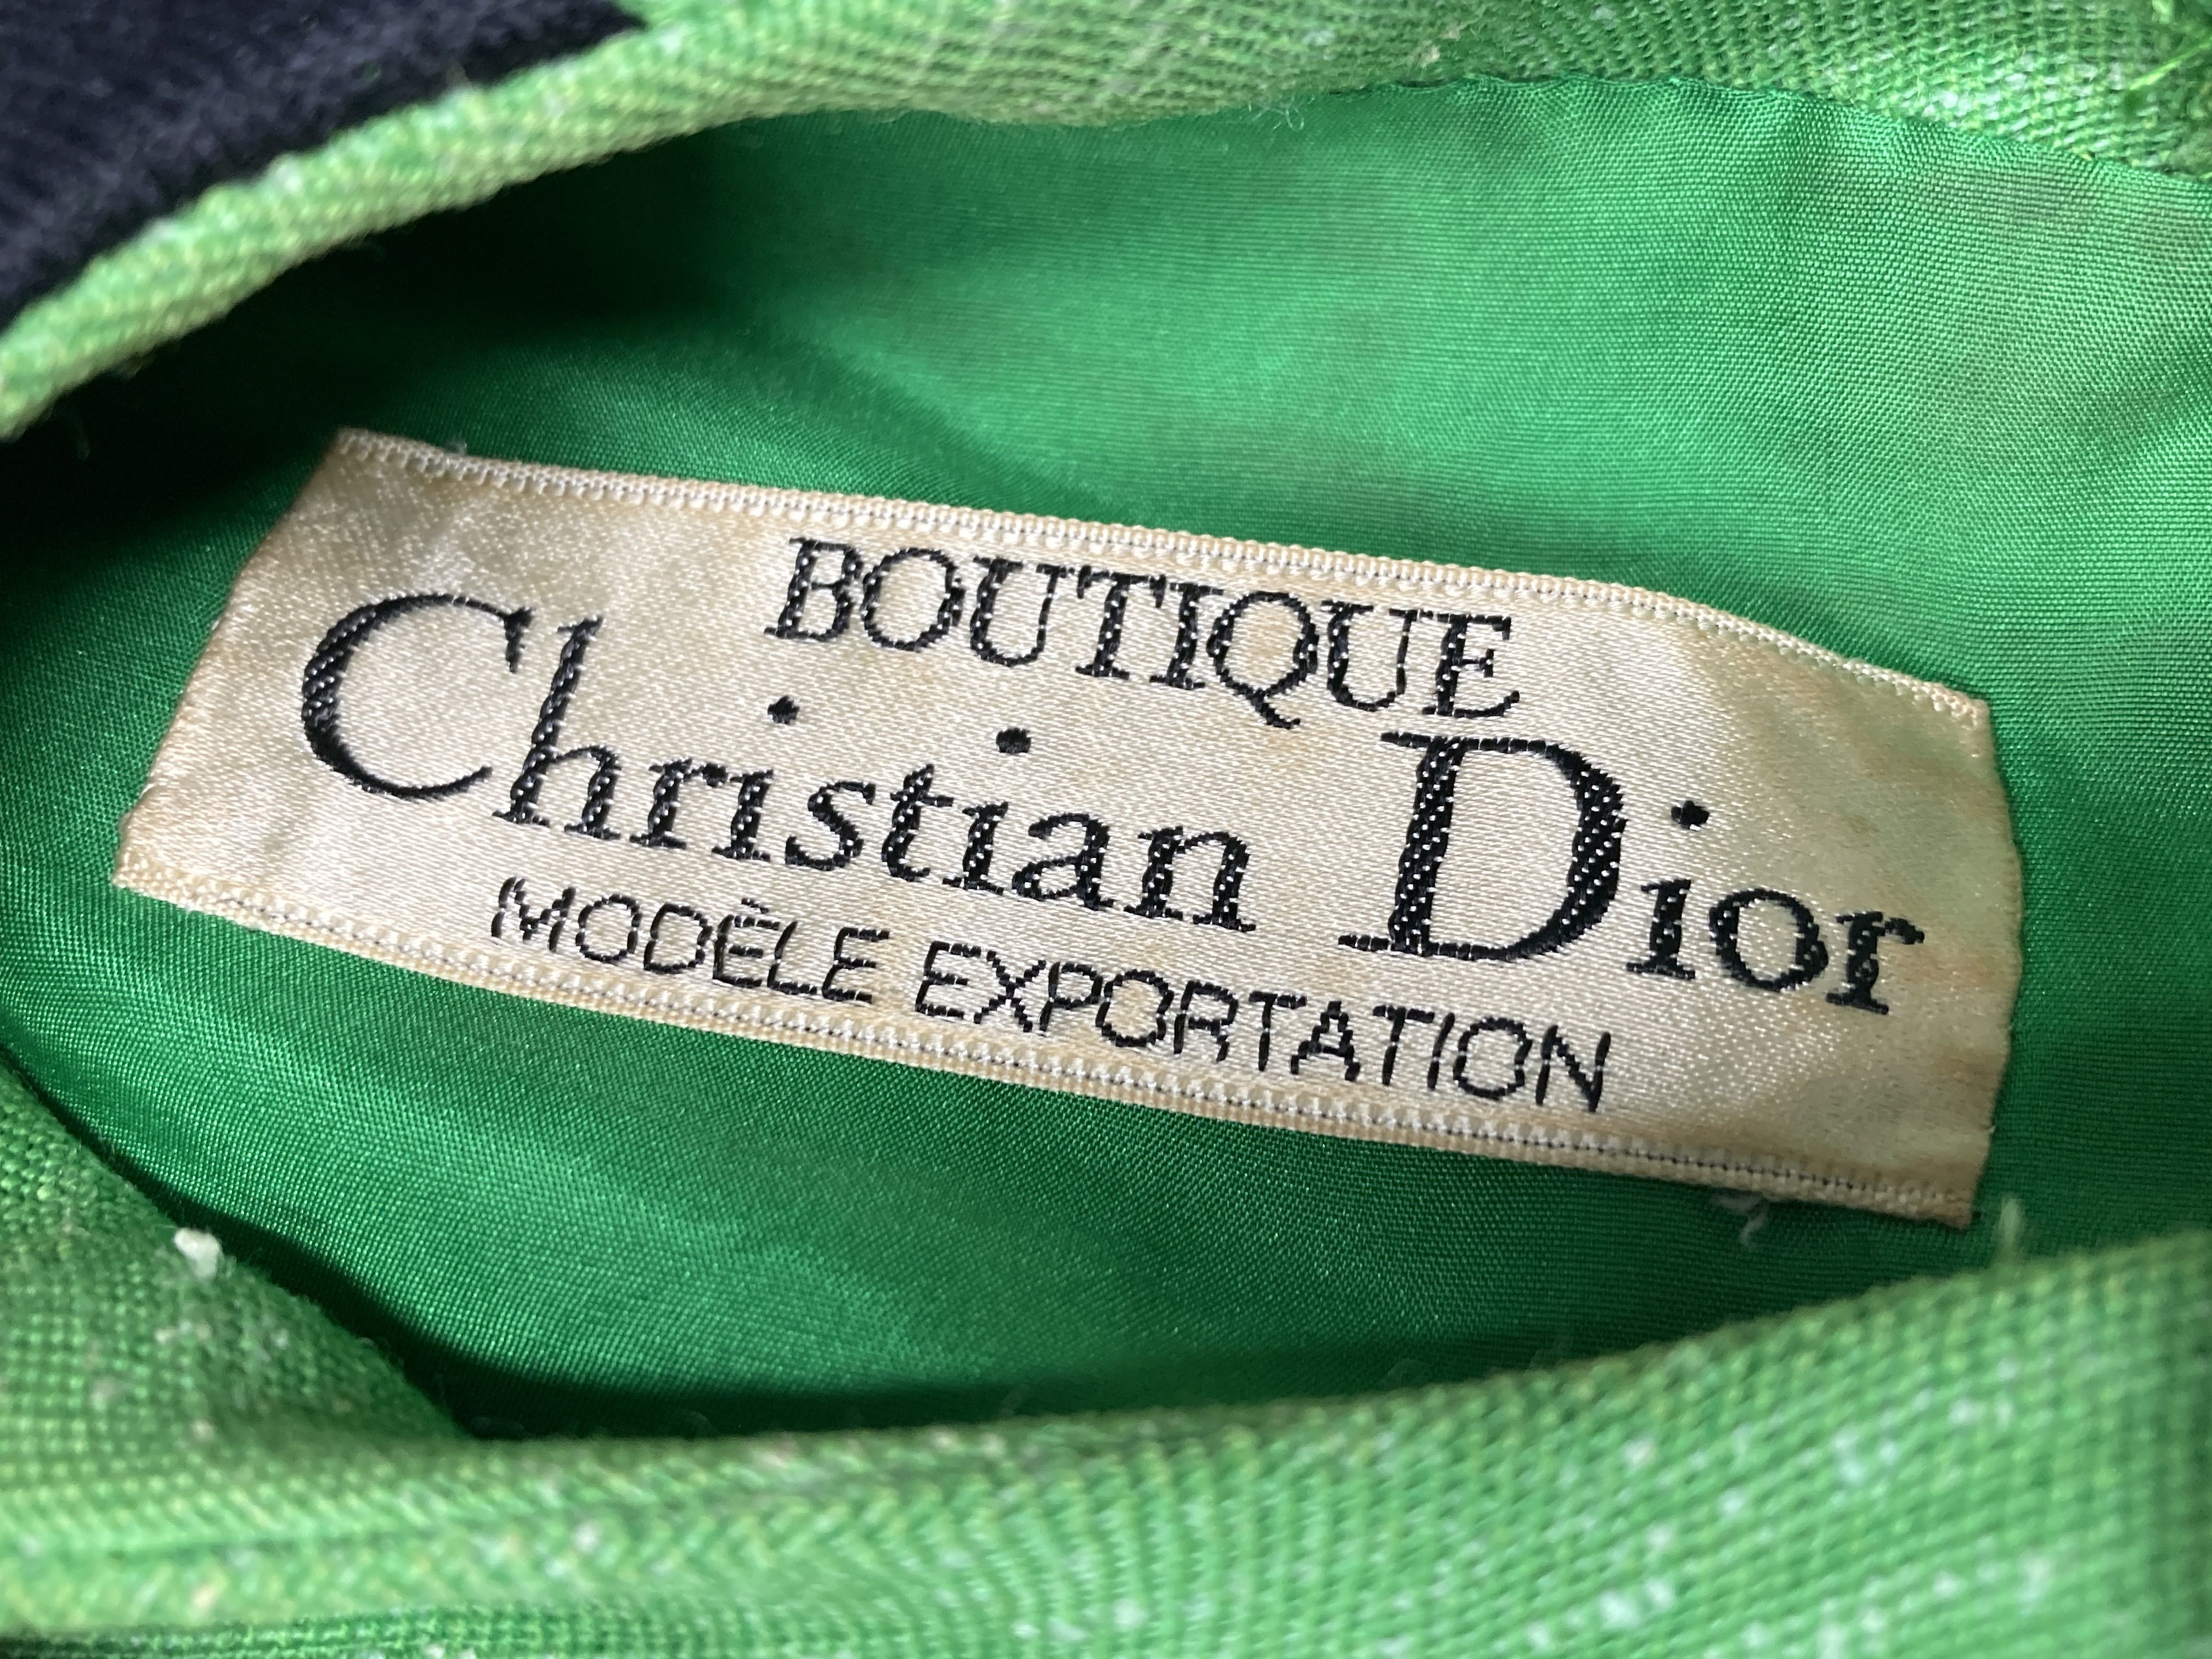 BOUTIQUE
Christian Dior
MODÈLE EXPORTATION